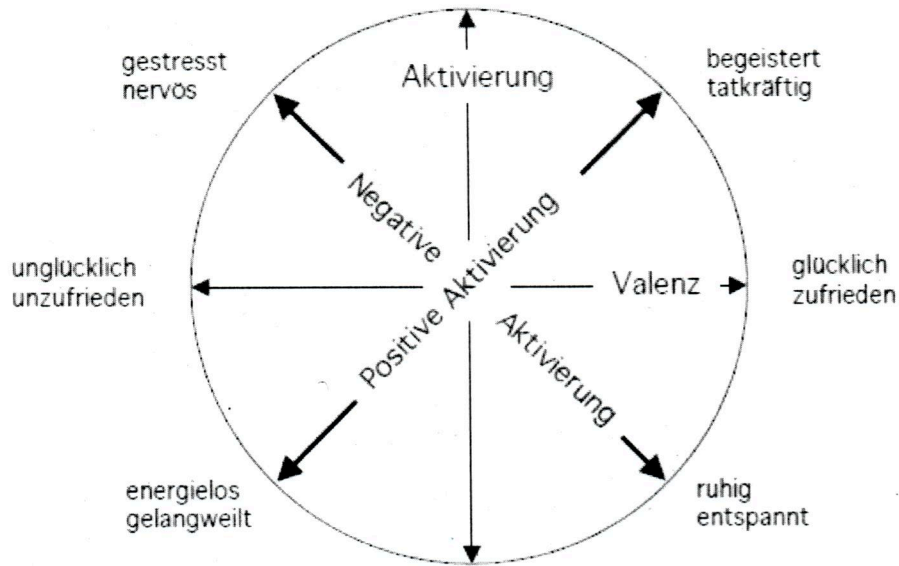 gestresst
nervös
Aktivierung
begeistert
tatkräftig
Negative
Aktivierung
Positive Aktivierung
unglücklich
unzufrieden
Valenz
glücklich
zufrieden
energielos
gelangweilt
ruhig
entspannt